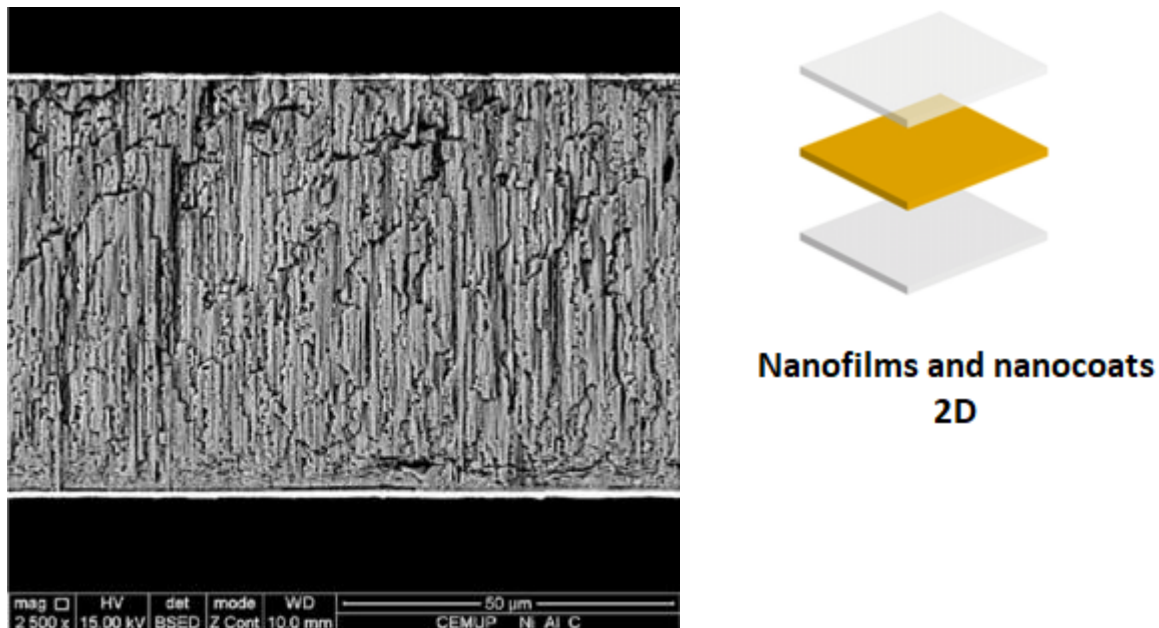 mag HV det mode WD 50 µm
2 500 x 15.00 kV BSED Z Cont 10.0 mm CEMUP Ni Al C
Nanofilms and nanocoats
2D